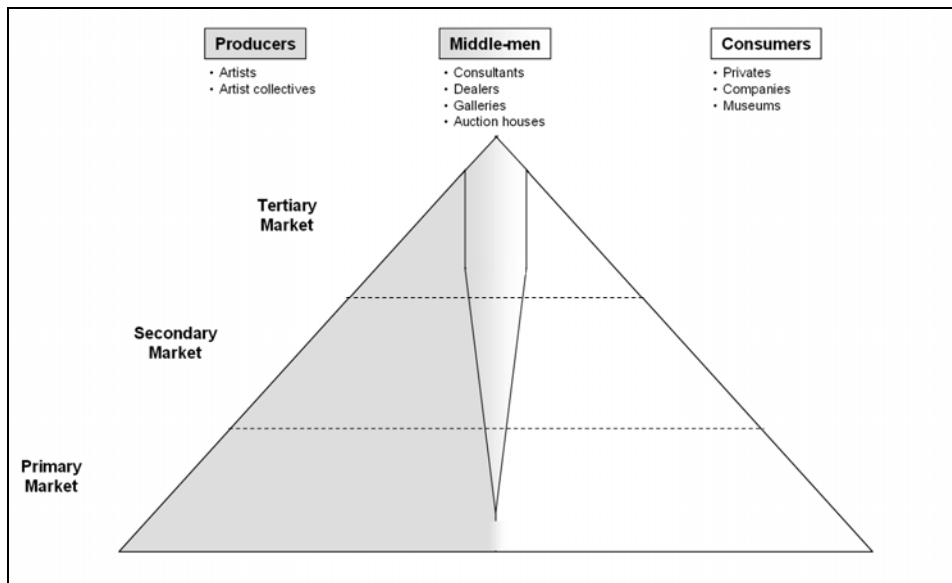 Producers
• Artists
• Artist collectives
Middle-men
• Consultants
• Dealers
• Galleries
• Auction houses
Consumers
• Privates
• Companies
• Museums
Tertiary
Market
Secondary
Market
Primary
Market